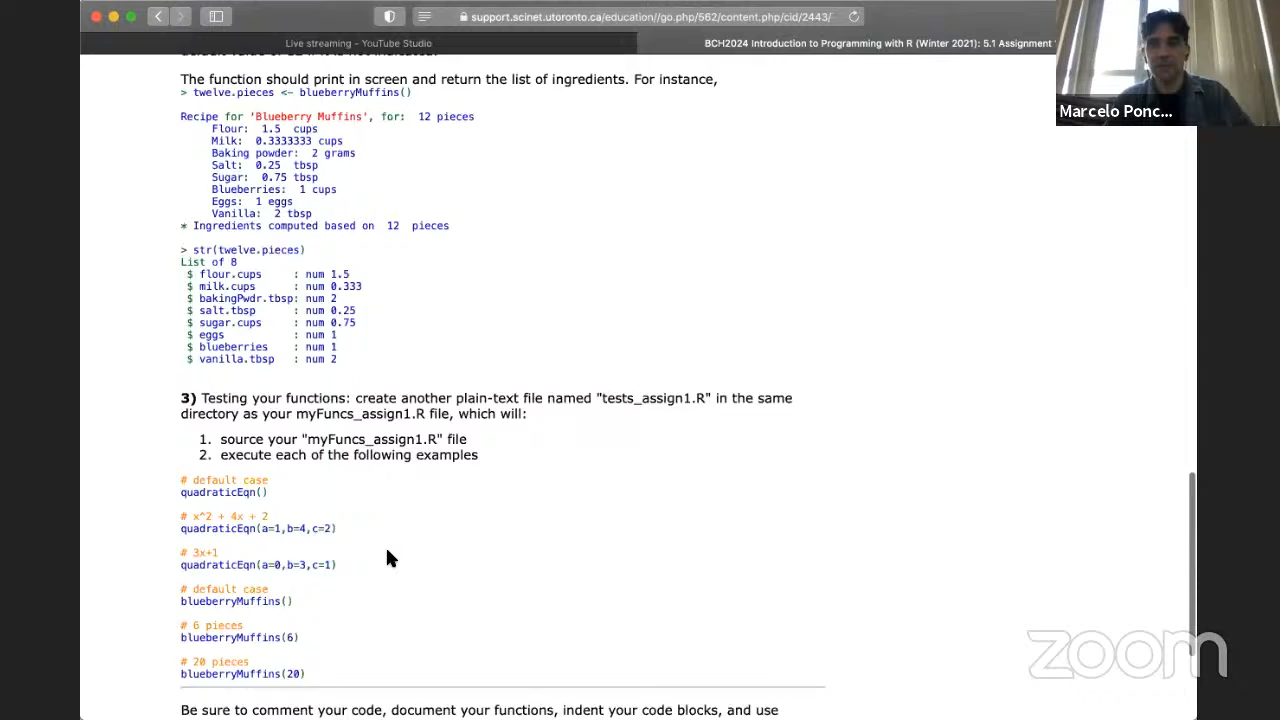 support.scinet.utoronto.ca/education//go.php/562/content.php/cid/2443/
Live streaming – YouTube Studio
BCH2024 Introduction to Programming with R (Winter 2021): 5.1 Assignment
Marcelo Ponc...
The function should print in screen and return the list of ingredients. For instance,
> twelve.pieces <- blueberryMuffins()
Recipe for 'Blueberry Muffins', for: 12 pieces
Flour: 1.5 cups
Milk: 0.3333333 cups
Baking powder: 2 grams
Salt: 0.25 tbsp
Sugar: 0.75 tbsp
Blueberries: 1 cups
Eggs: 1 eggs
Vanilla: 2 tbsp
* Ingredients computed based on 12 pieces
> str(twelve.pieces)
List of 8
$ flour.cups : num 1.5
$ milk.cups : num 0.333
$ bakingPwdr.tbsp: num 2
$ salt.tbsp : num 0.25
$ sugar.cups : num 0.75
$ eggs : num 1
$ blueberries : num 1
$ vanilla.tbsp : num 2
3) Testing your functions: create another plain-text file named "tests_assign1.R" in the same
directory as your myFuncs_assign1.R file, which will:
1. source your "myFuncs_assign1.R" file
2. execute each of the following examples
# default case
quadraticEqn()
# x^2 + 4x + 2
quadraticEqn(a=1,b=4,c=2)
# 3x+1
quadraticEqn(a=0,b=3,c=1)
# default case
blueberryMuffins()
# 6 pieces
blueberryMuffins(6)
# 20 pieces
blueberryMuffins(20)
Be sure to comment your code, document your functions, indent your code blocks, and use
zoom